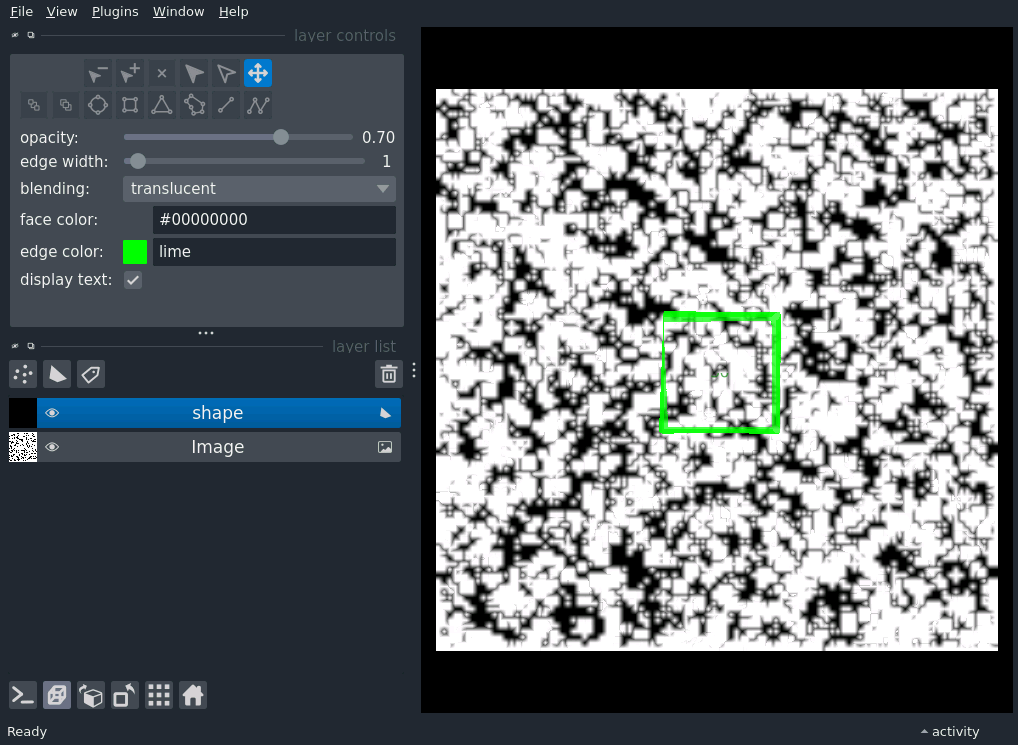 File View Plugins Window Help
layer controls
opacity: 0.70
edge width: 1
blending: translucent
face color: #00000000
edge color: lime
display text:
layer list
shape
Image
Ready
activity